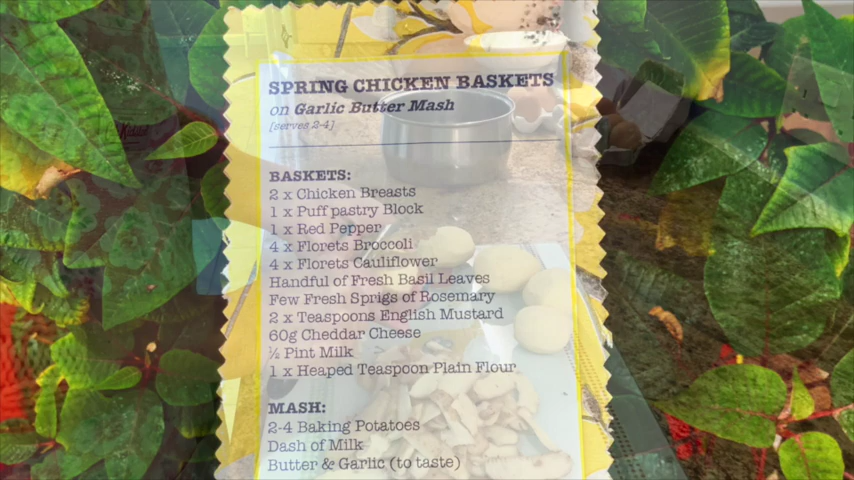 SPRING CHICKEN BASKETS
on Garlic Butter Mash
[serves 2-4]
BASKETS:
2 x Chicken Breasts
1 x Puff pastry Block
1 x Red Pepper
4 x Florets Broccoli
4 x Florets Cauliflower
Handful of Fresh Basil Leaves
Few Fresh Sprigs of Rosemary
2 x Teaspoons English Mustard
60g Cheddar Cheese
½ Pint Milk
1 x Heaped Teaspoon Plain Flour
MASH:
2-4 Baking Potatoes
Dash of Milk
Butter & Garlic (to taste)